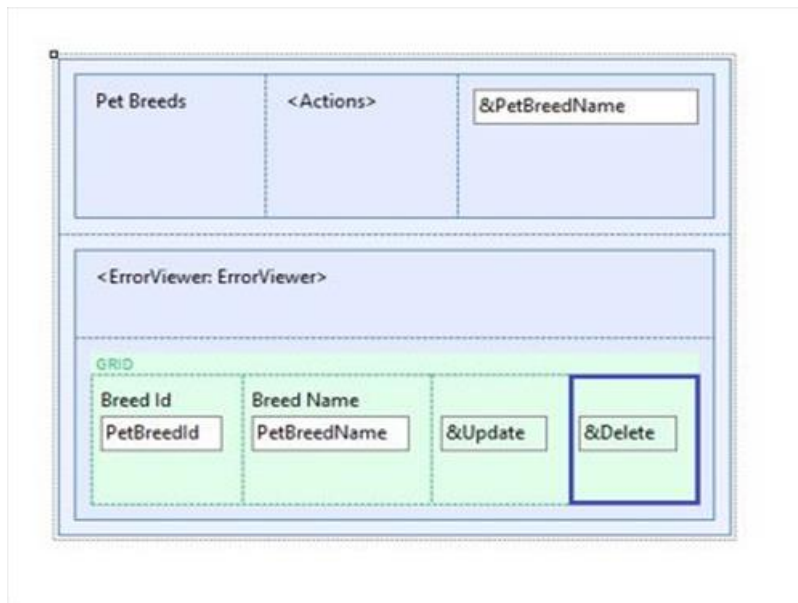 Pet Breeds
<Actions>
&PetBreedName
<ErrorViewer: ErrorViewer>
GRID
Breed Id
Breed Name
PetBreedId
PetBreedName
&Update
&Delete